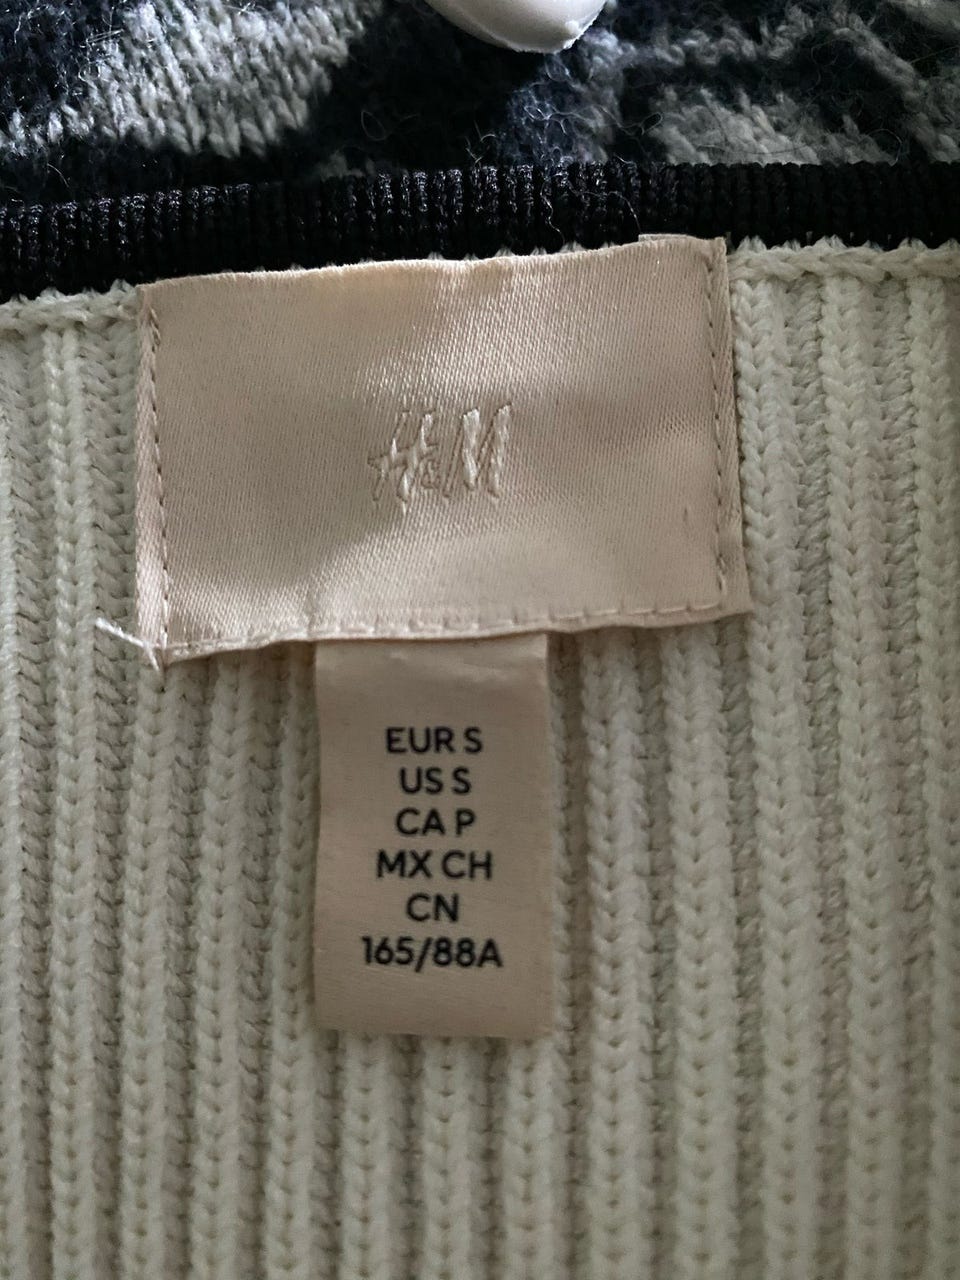 H&M
EUR S
US S
CA P
MX CH
CN
165/88A